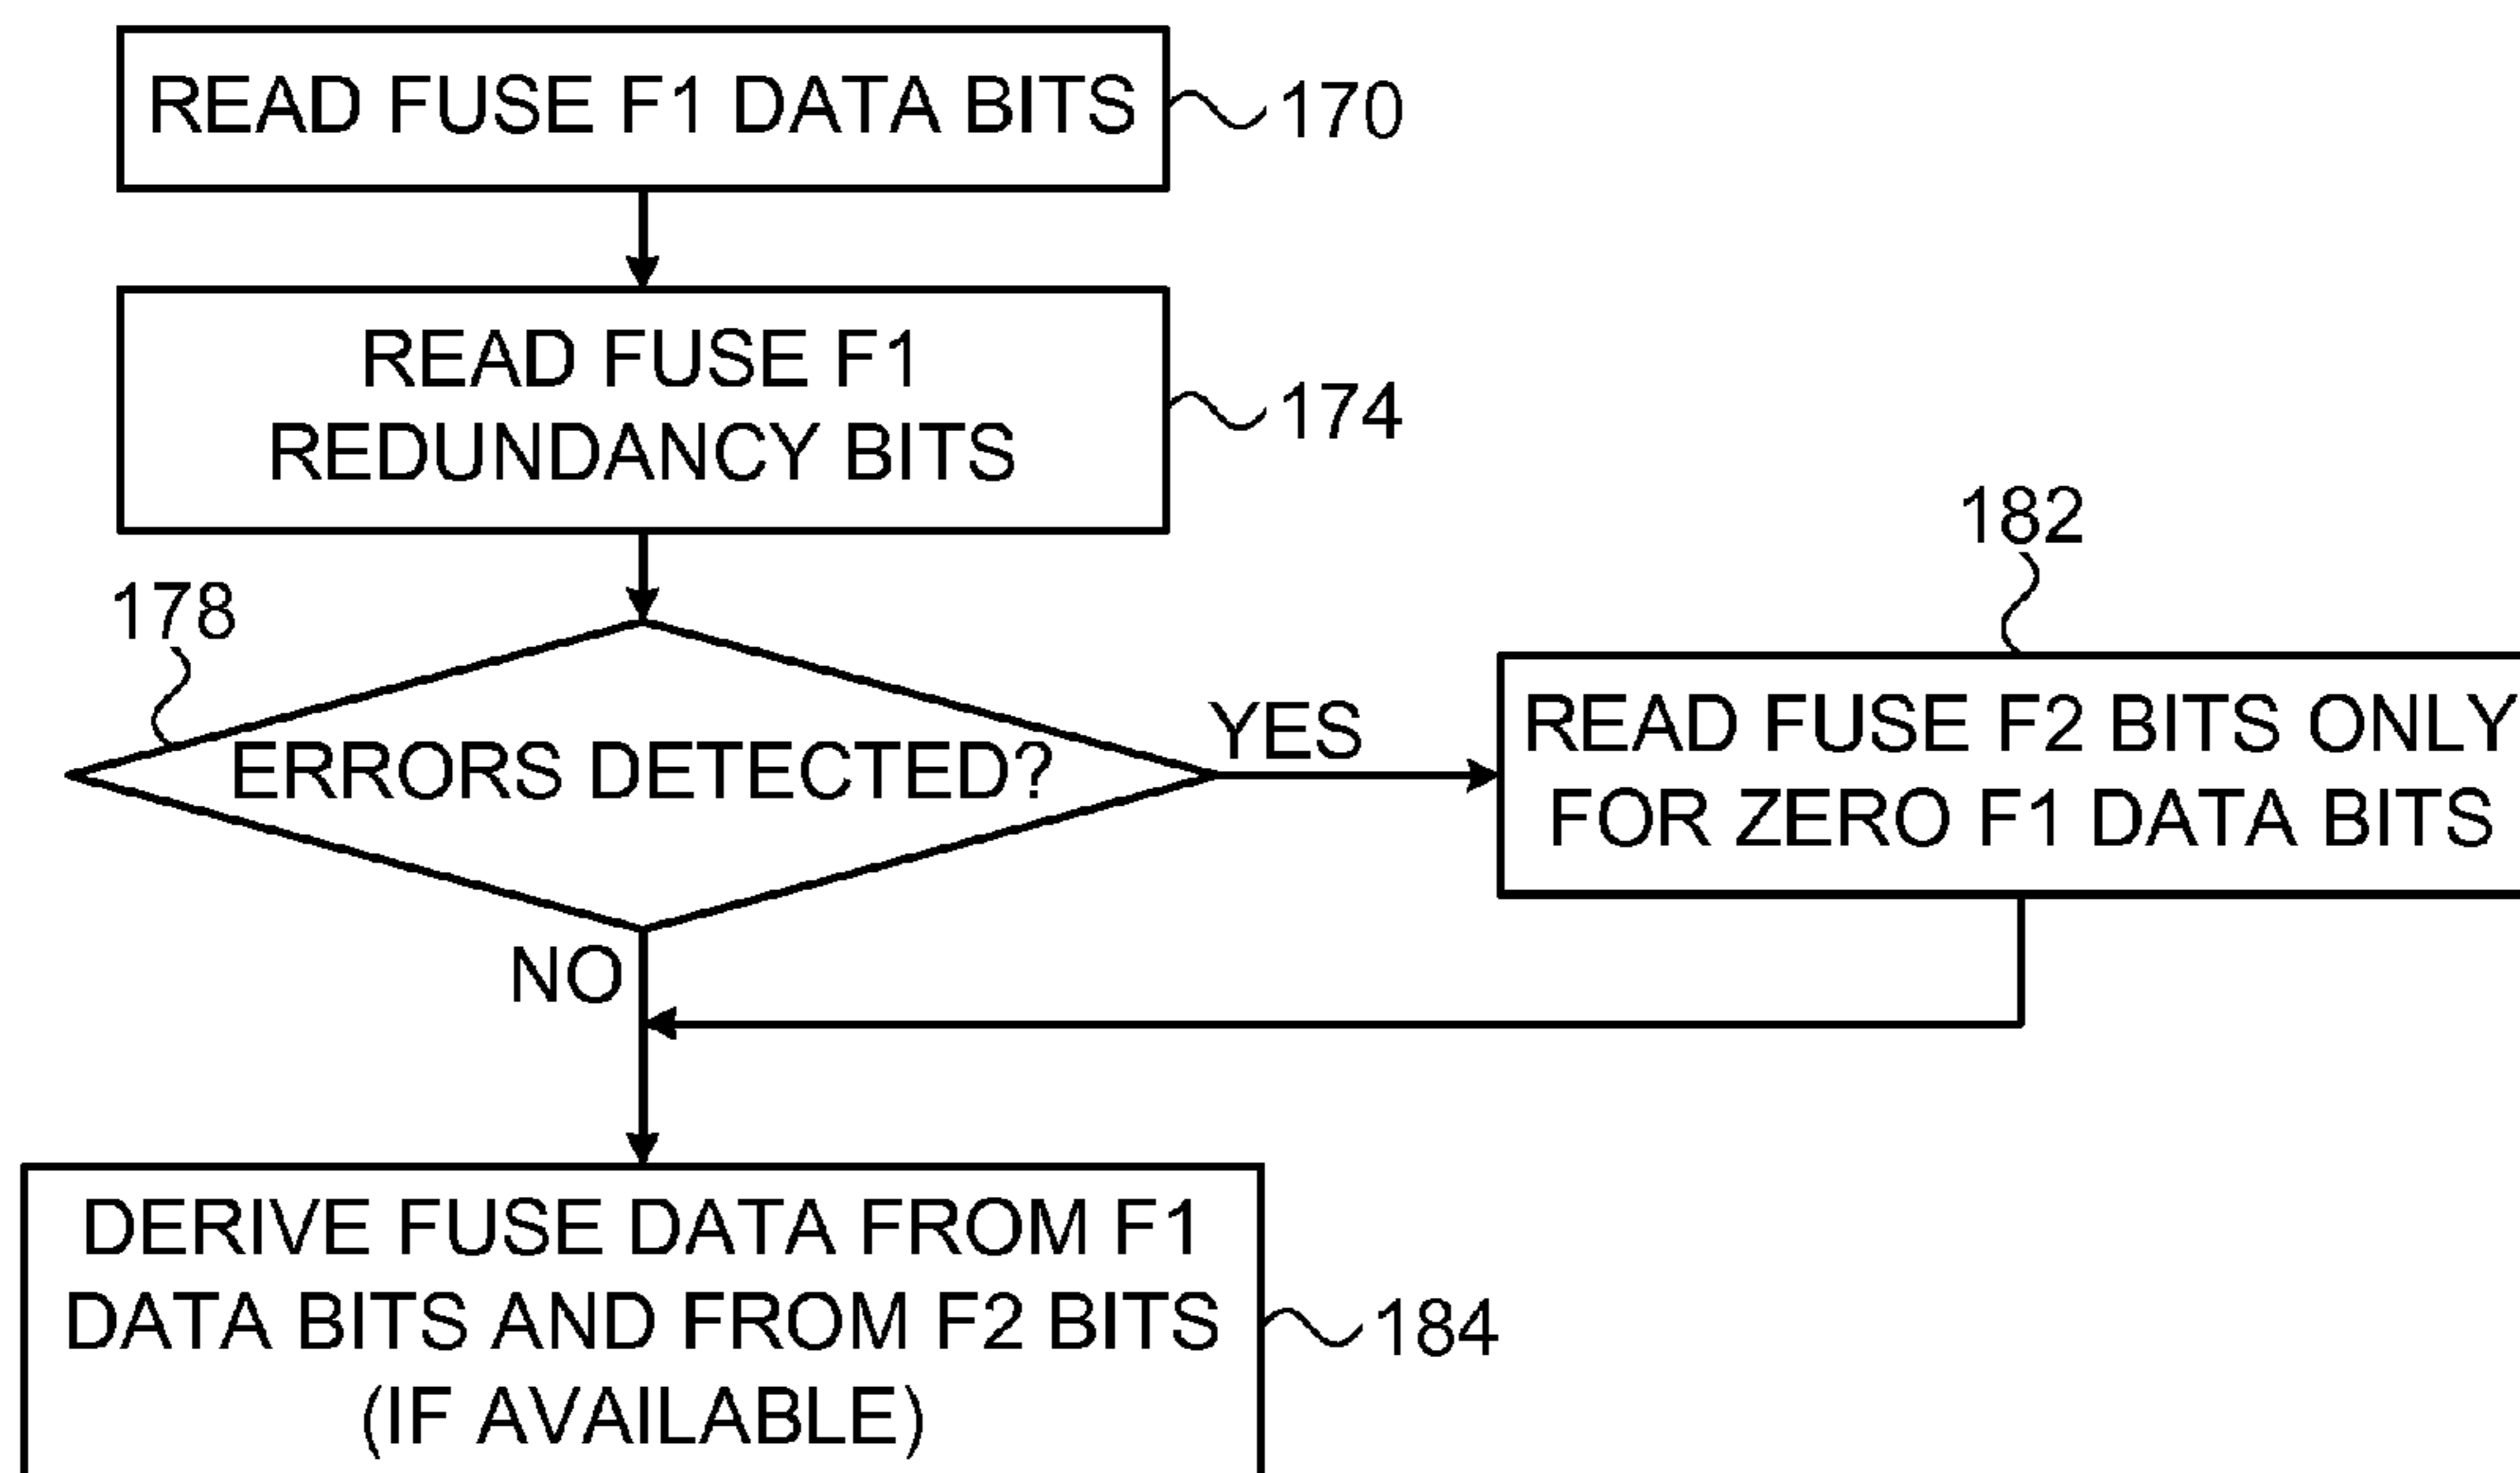 READ FUSE F1 DATA BITS
170
READ FUSE F1
REDUNDANCY BITS
174
178
ERRORS DETECTED?
YES
182
READ FUSE F2 BITS ONLY
FOR ZERO F1 DATA BITS
NO
DERIVE FUSE DATA FROM F1
DATA BITS AND FROM F2 BITS
(IF AVAILABLE)
184